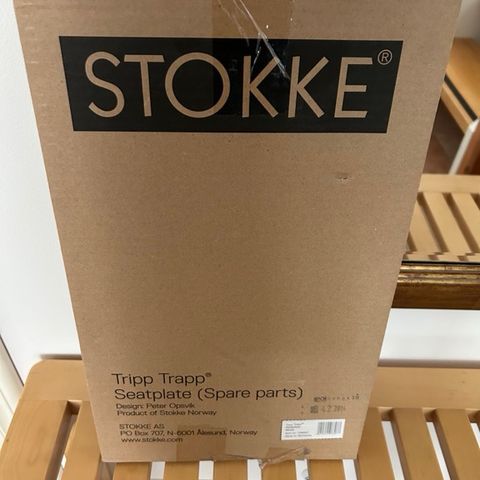 STOKKE®
Tripp Trapp®
Seatplate (Spare parts)
Design: Peter Opsvik
Product of Stokke Norway
STOKKE AS
PO Box 707, N-6001 Ålesund, Norway
www.stokke.com